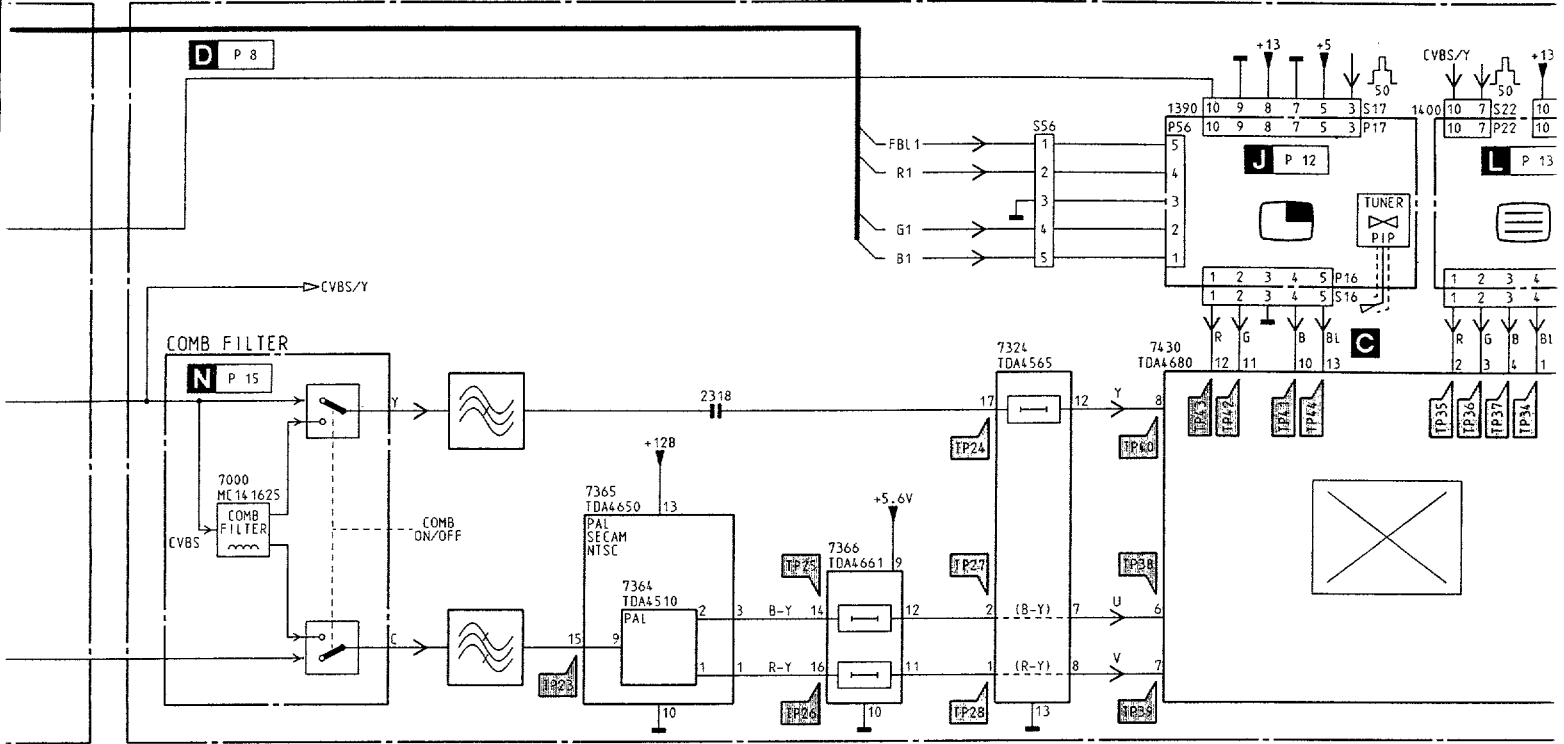 D P 8
+13
+5
50
CVBS/Y
50
+13
1390 10 9 8 7 5 3 S17
P56 10 9 8 7 5 3 P17
1400 10 7 S22 10
10 7 P22 10
S56
FBL1 1 5
R1 2 4
3 3
G1 4 2
B1 5 1
J P 12
L P 13
TUNER
PIP
1 2 3 4 5 P16
1 2 3 4 5 S16
1 2 3 4
1 2 3 4
CVBS/Y
R G B BL
C
R G B BL
12 11 10 13
2 3 4 1
COMB FILTER
N P 15
7324
TDA4565
7430
TDA4680
Y
2318
17
12
Y
8
TP43 TP42 TP41 TP44
TP35 TP36 TP37 TP34
TP24
TP40
+12B
7000
MC141625
COMB
FILTER
CVBS
COMB
ON/OFF
7365
TDA4650
13
PAL
SECAM
NTSC
+5.6V
7366
TDA4661
9
TP25
TP27
TP38
7364
TDA4510
PAL
2 3 B-Y 14 12 2 (B-Y) 7 U 6
C
15 9
1 1 R-Y 16 11 1 (R-Y) 8 V 7
TP23
TP26
TP28
TP39
10
10
13